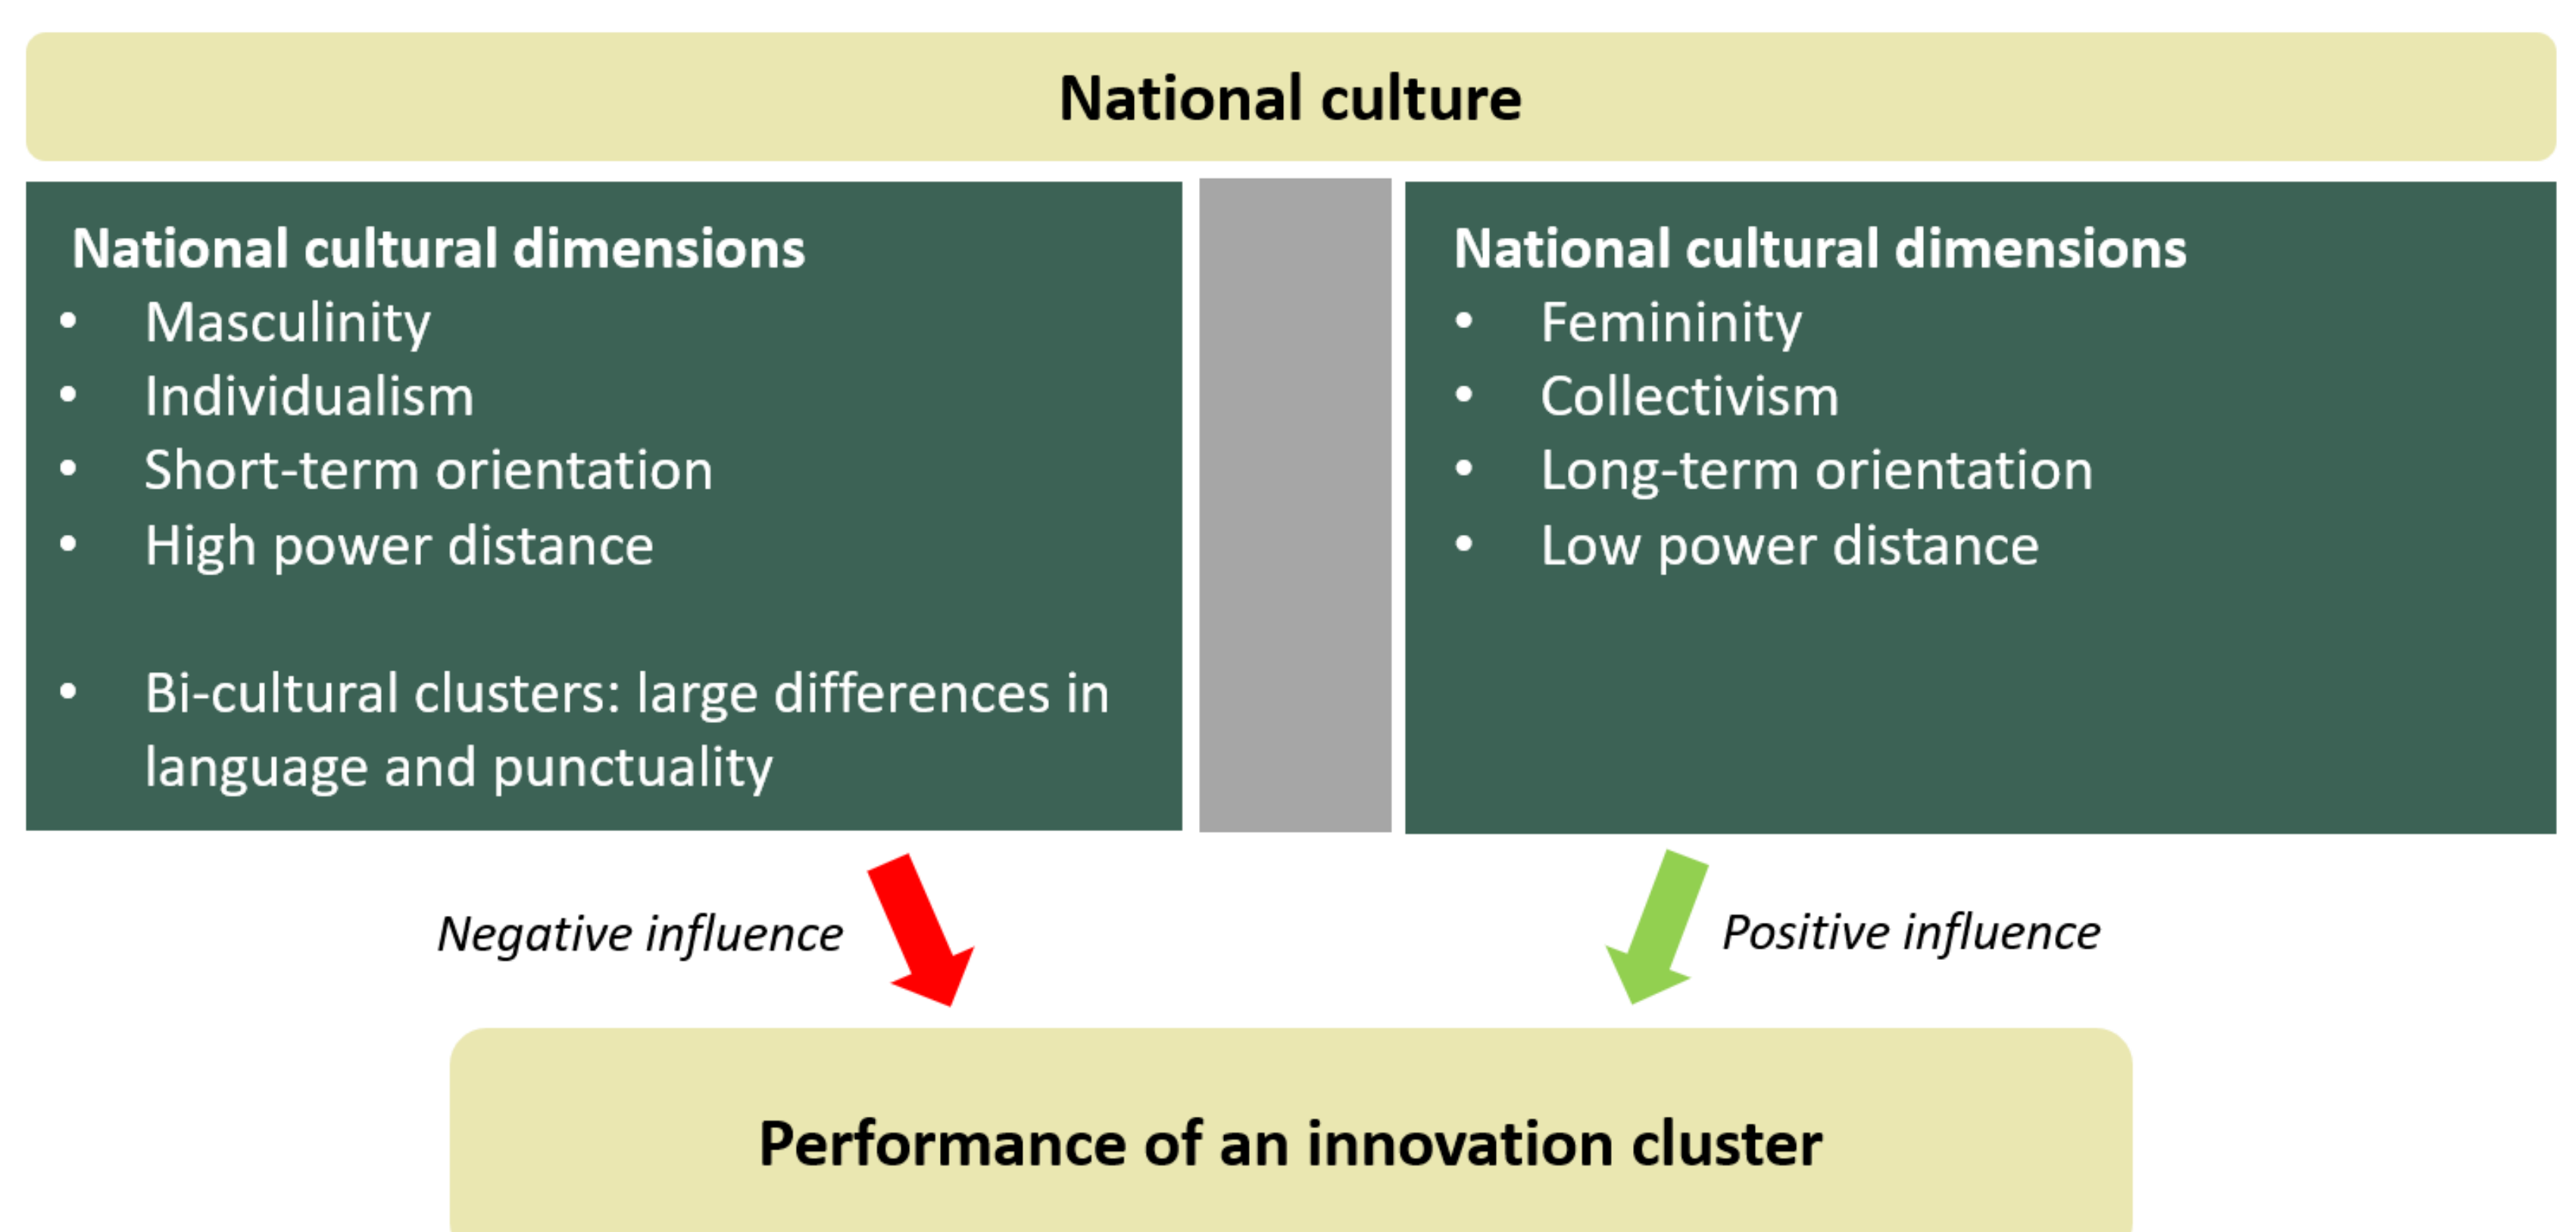 National culture
National cultural dimensions
• Masculinity
• Individualism
• Short-term orientation
• High power distance
• Bi-cultural clusters: large differences in
language and punctuality
National cultural dimensions
• Femininity
• Collectivism
• Long-term orientation
• Low power distance
Negative influence
Positive influence
Performance of an innovation cluster